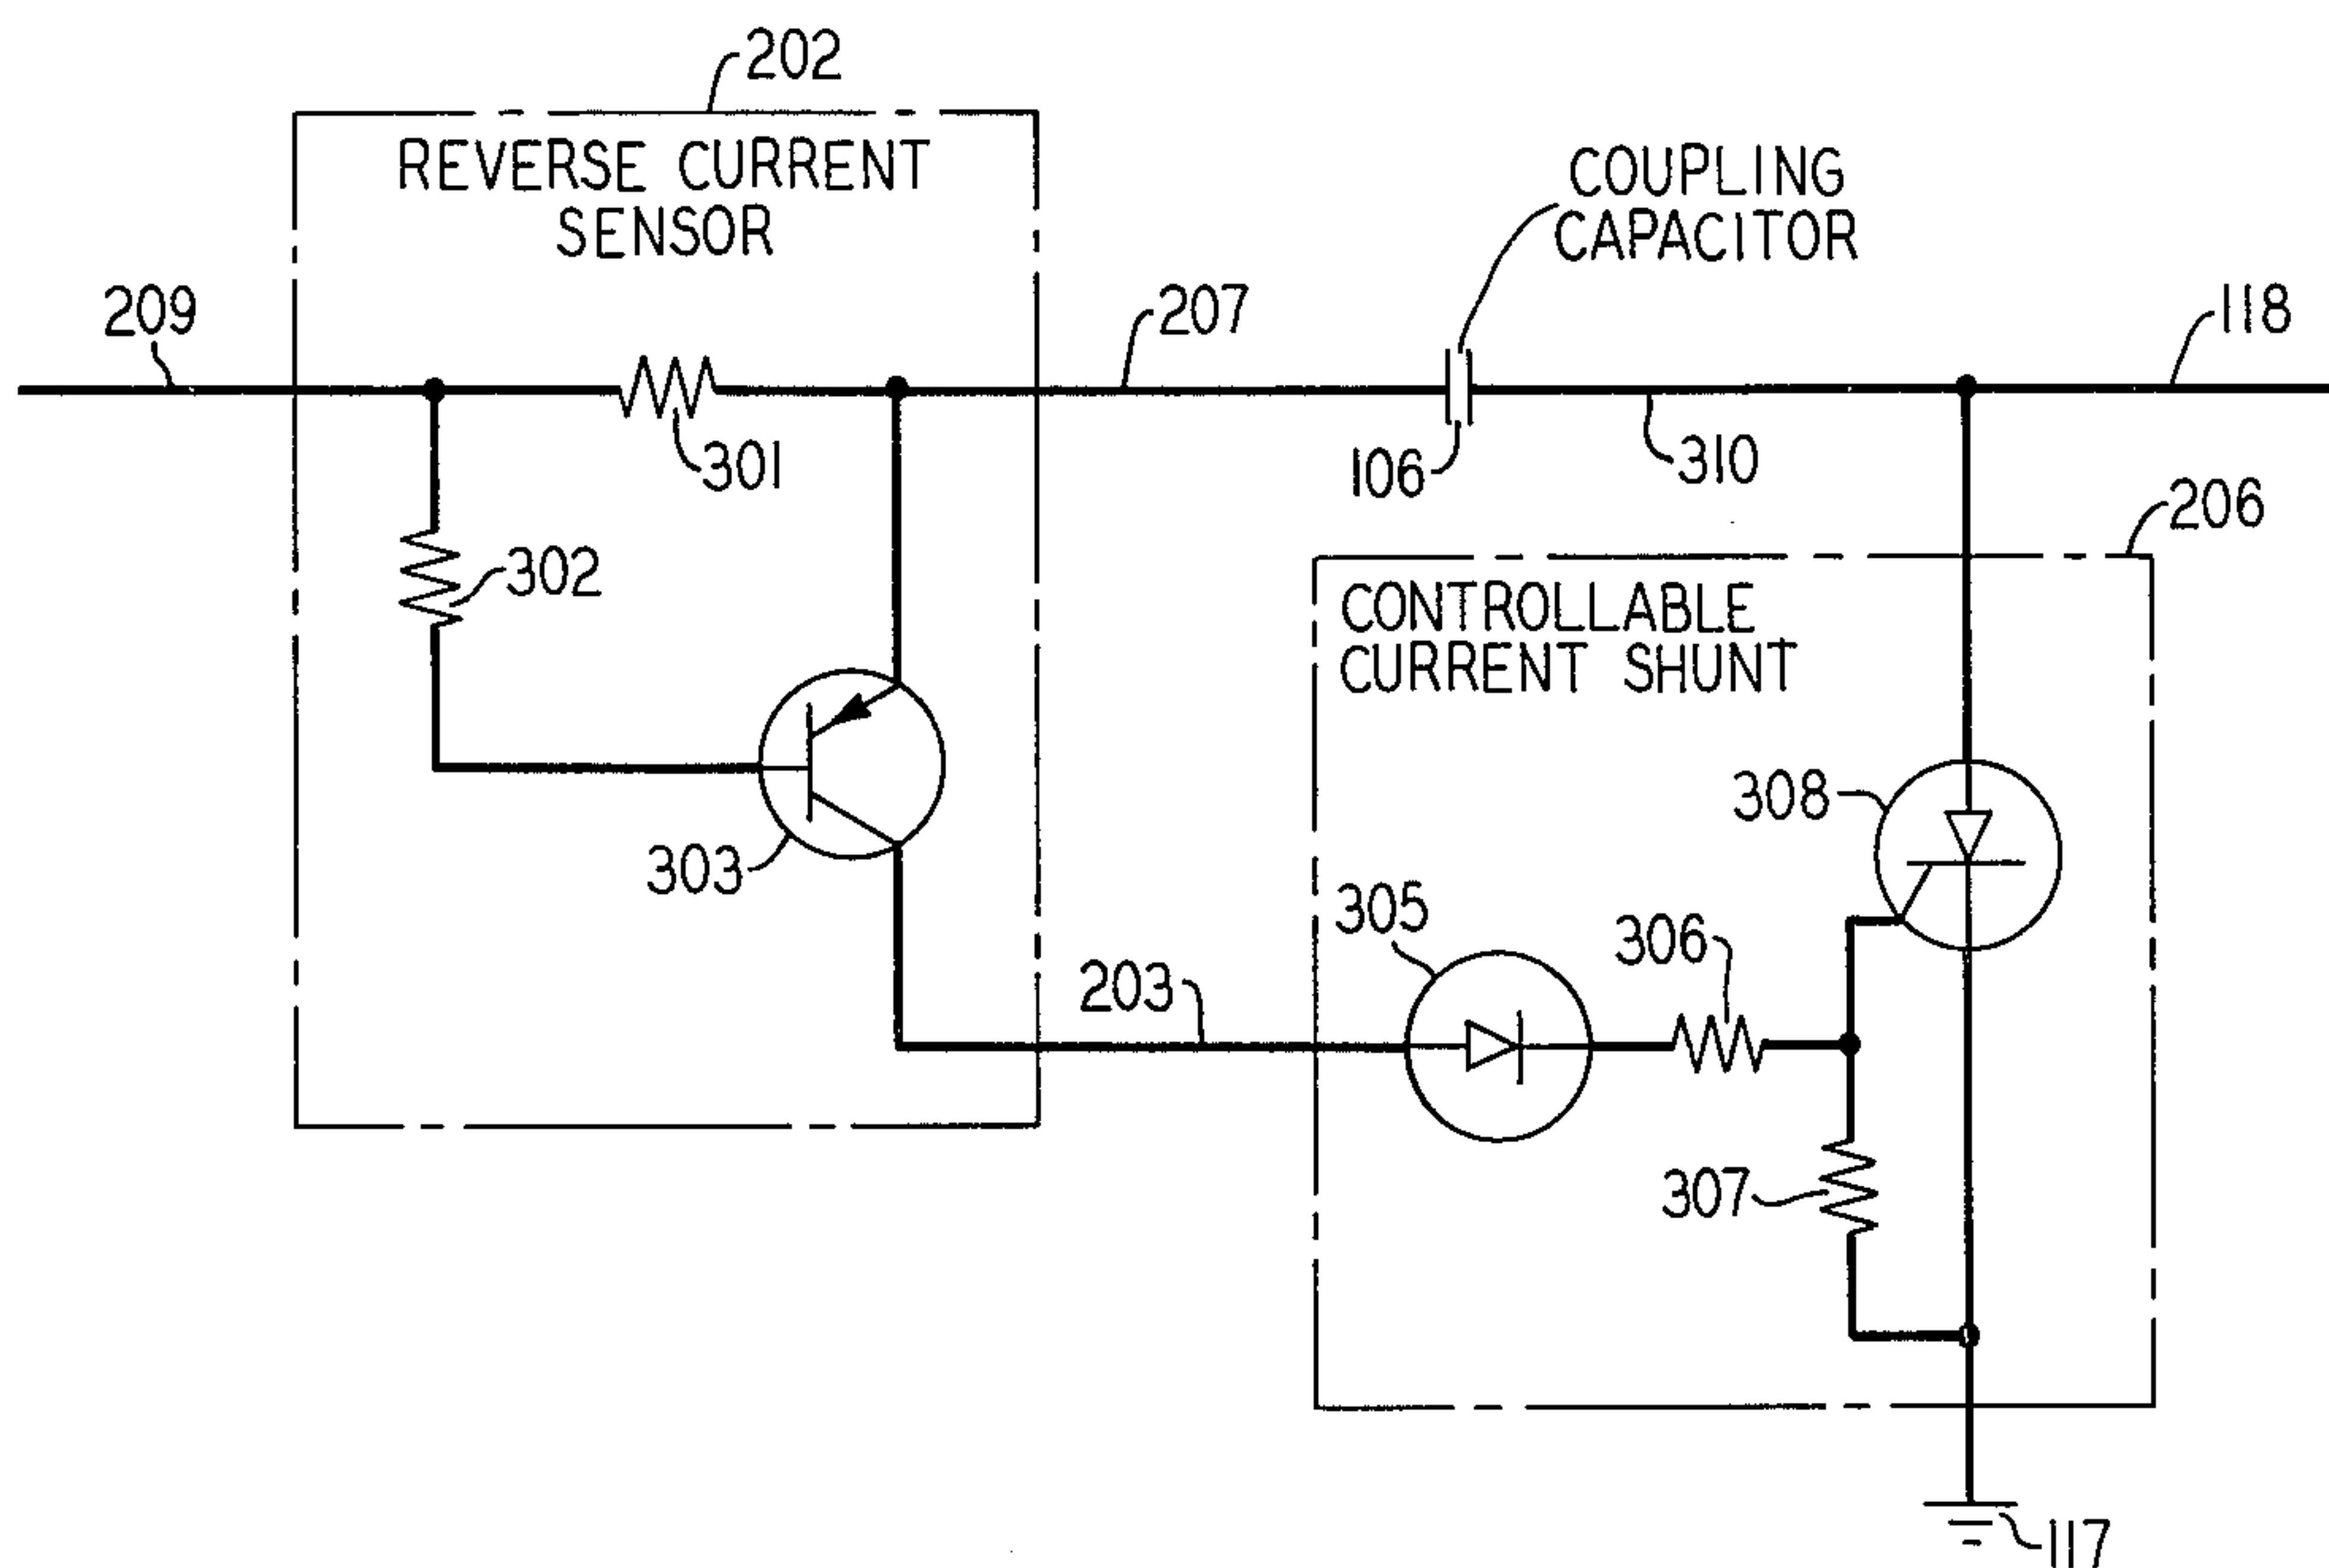 202
REVERSE CURRENT
SENSOR
COUPLING
CAPACITOR
209
207
118
301
106
310
206
302
CONTROLLABLE
CURRENT SHUNT
308
303
305
306
203
307
117